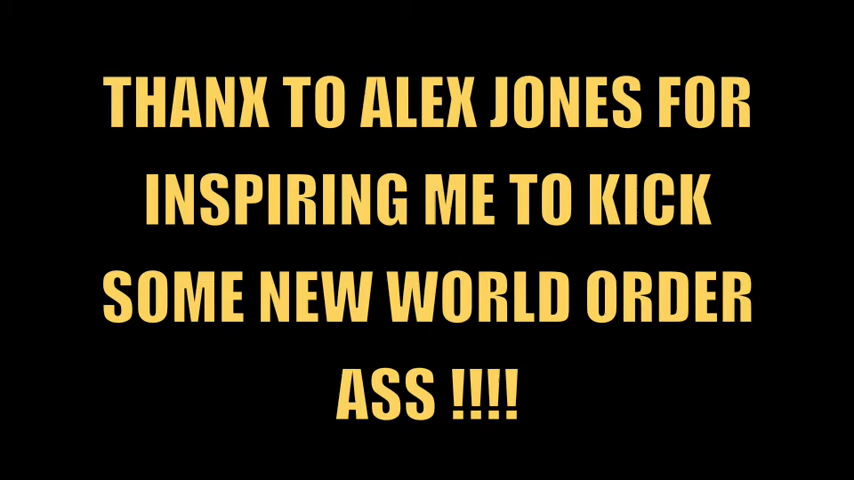 THANX TO ALEX JONES FOR
INSPIRING ME TO KICK
SOME NEW WORLD ORDER
ASS !!!!